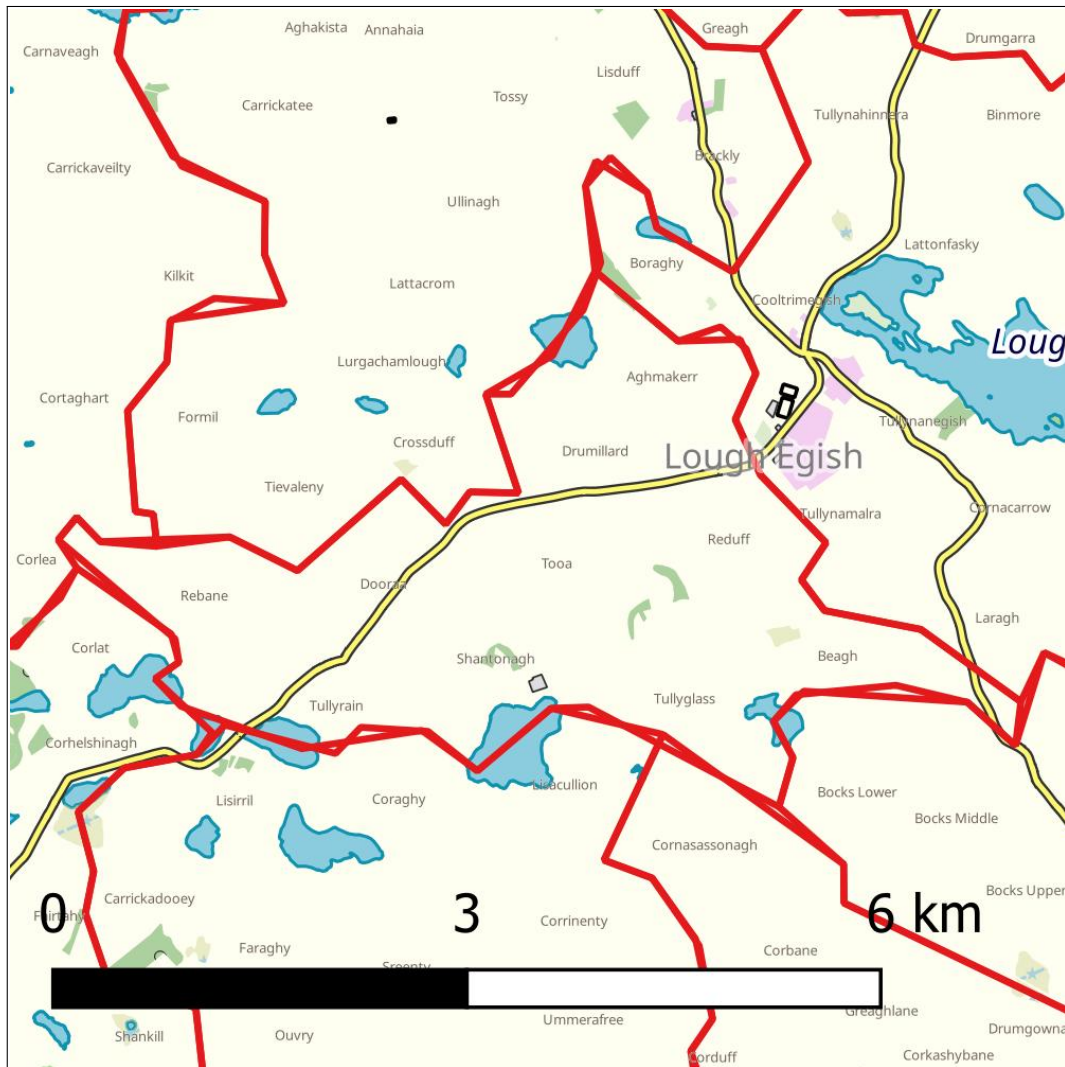 Aghakista
Annahaia
Greagh
Drumgarra
Carnaveagh
Lisduff
Tossy
Carrickatee
Tullynahinnera
Binmore
Brackly
Carrickaveilty
Ullinagh
Lattonfasky
Boraghy
Kilkit
Lattacrom
Cooltrimegish
Loug
Lurgachamlough
Aghmakerr
Cortaghart
Formil
Tullynanegish
Crossduff
Drumillard
Lough Egish
Tievaleny
Cornacarrow
Tullynamalra
Reduff
Corlea
Tooa
Dooraa
Rebane
Laragh
Corlat
Shantonagh
Beagh
Tullyglass
Tullyrain
Corhelshinagh
Lisacullion
Bocks Lower
Lisirril
Coraghy
Bocks Middle
Cornasassonagh
Bocks Upper
Carrickadooey
Fairtahy
0 3 6 km
Corrinenty
Faraghy
Corbane
Sreenty
Greaghlane
Ummerafree
Drumgowna
Shankill
Ouvry
Corduff
Corkashybane